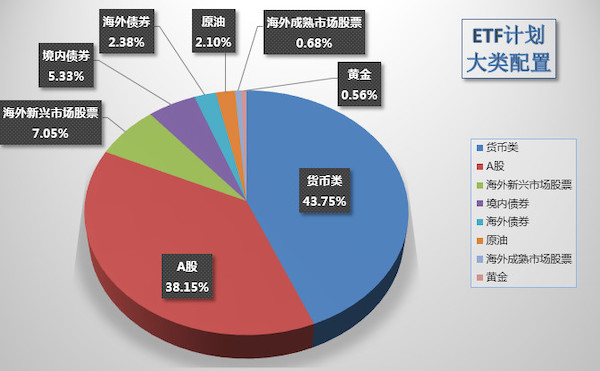 ETF计划
大类配置
海外债券
2.38%
原油
2.10%
海外成熟市场股票
0.68%
境内债券
5.33%
黄金
0.56%
海外新兴市场股票
7.05%
货币类
43.75%
A股
38.15%
货币类
A股
海外新兴市场股票
境内债券
海外债券
原油
海外成熟市场股票
黄金